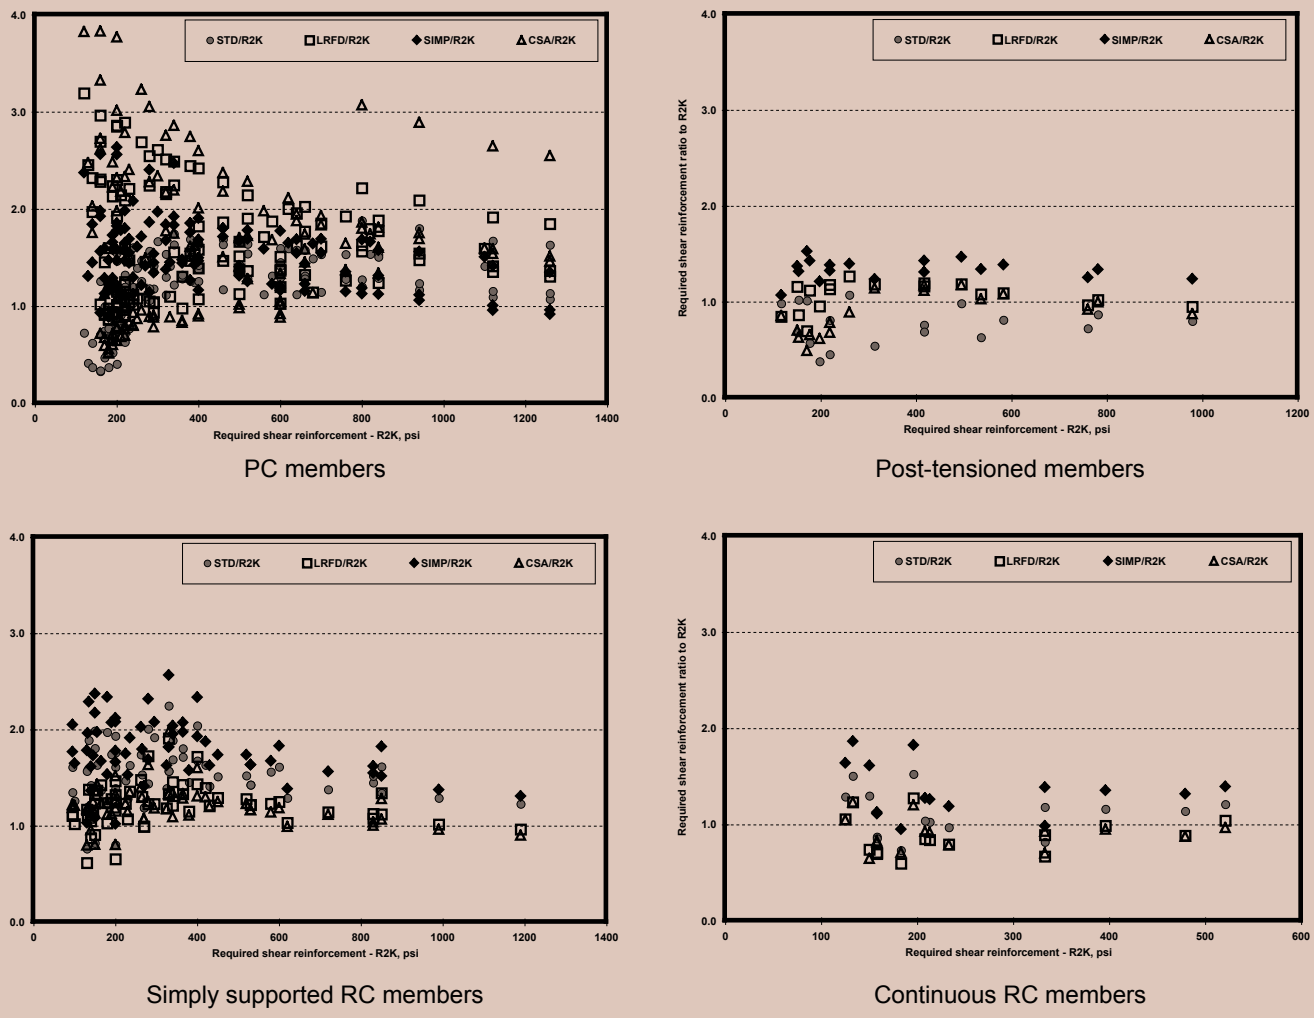 4.0
3.0
2.0
1.0
0.0
STD/R2K LRFD/R2K SIMP/R2K CSA/R2K
0 200 400 600 800 1000 1200 1400
Required shear reinforcement - R2K, psi
PC members
Required shear reinforcement ratio to R2K
4.0
3.0
2.0
1.0
0.0
STD/R2K LRFD/R2K SIMP/R2K CSA/R2K
0 200 400 600 800 1000 1200
Required shear reinforcement - R2K, psi
Post-tensioned members
4.0
3.0
2.0
1.0
0.0
STD/R2K LRFD/R2K SIMP/R2K CSA/R2K
0 200 400 600 800 1000 1200 1400
Required shear reinforcement - R2K, psi
Simply supported RC members
Required shear reinforcement ratio to R2K
4.0
3.0
2.0
1.0
0.0
STD/R2K LRFD/R2K SIMP/R2K CSA/R2K
0 100 200 300 400 500 600
Required shear reinforcement - R2K, psi
Continuous RC members